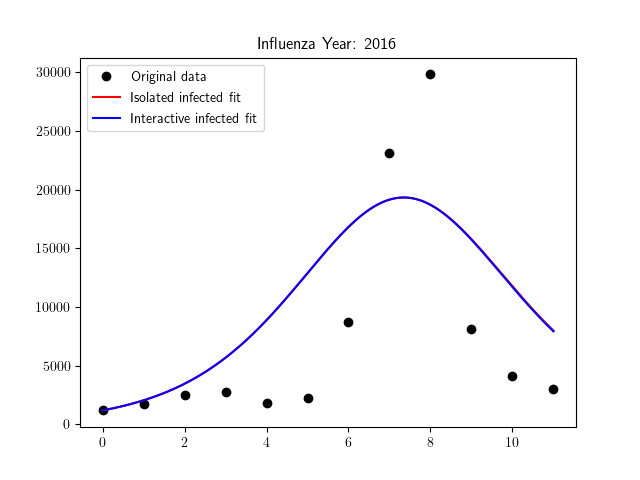 Influenza Year: 2016
Original data
Isolated infected fit
Interactive infected fit
30000
25000
20000
15000
10000
5000
0
0 2 4 6 8 10